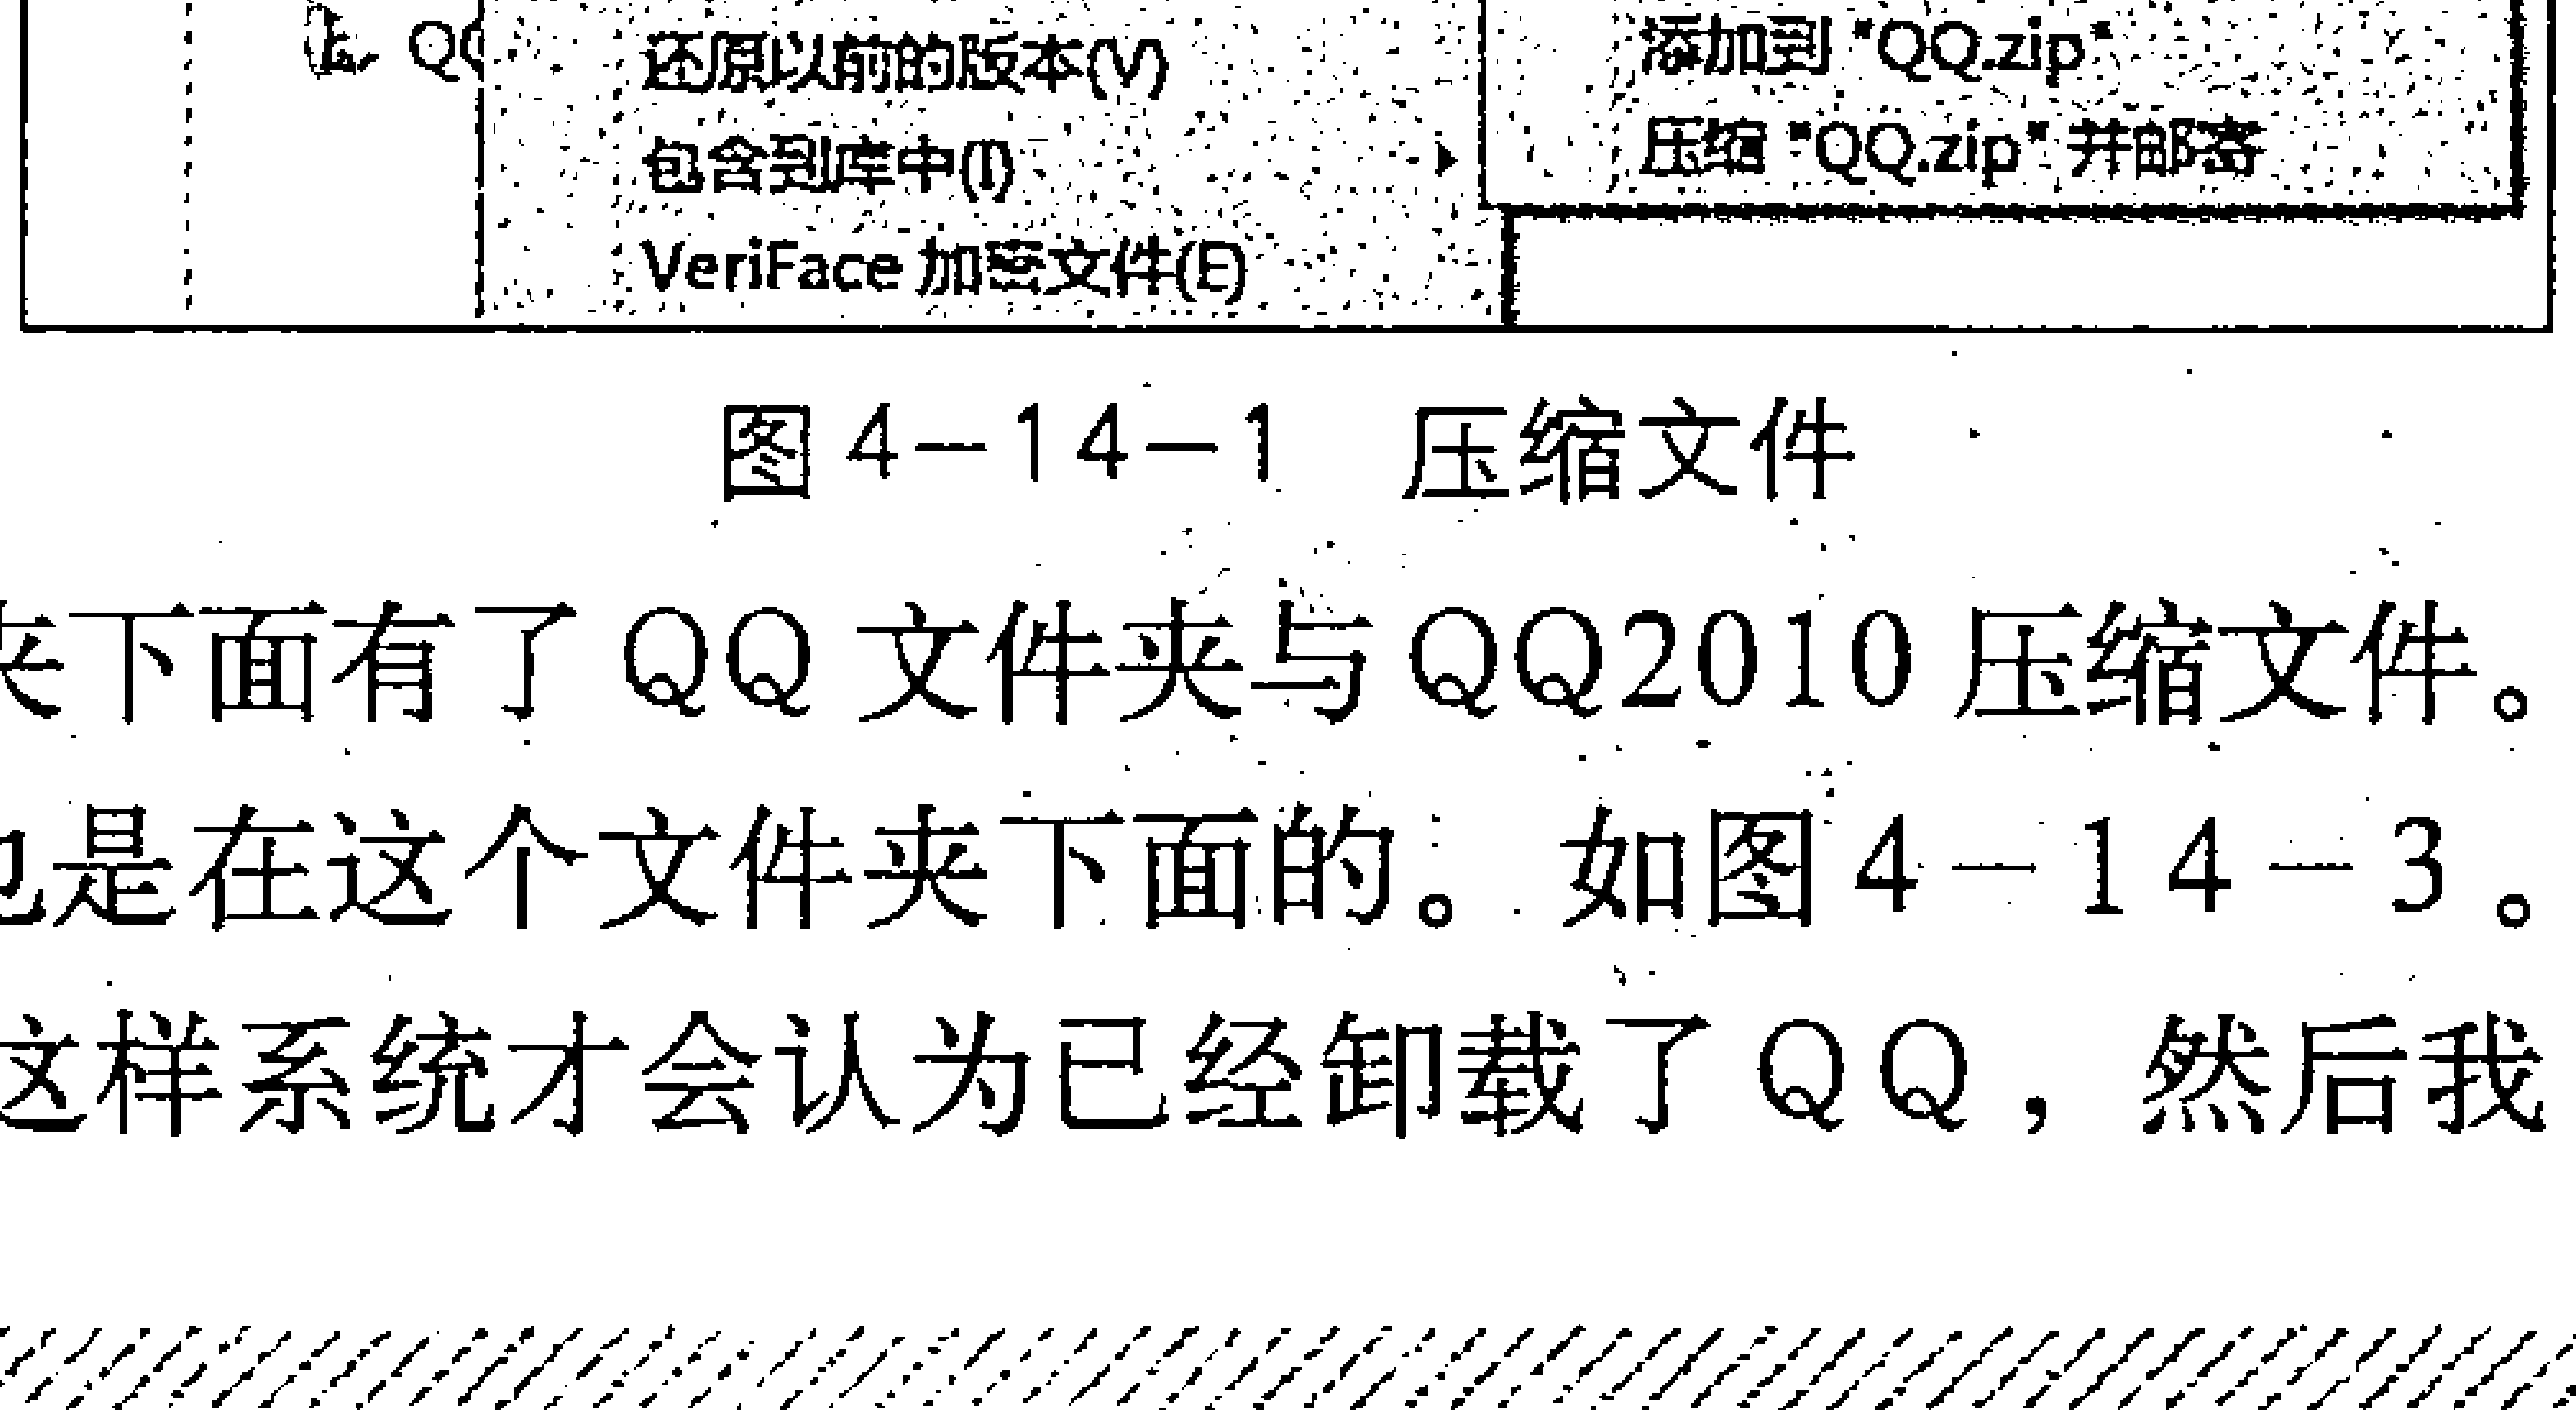 还原以前的版本(V)
包含到库中(I)
VeriFace 加密文件(E)
添加到 "QQ.zip"
压缩 "QQ.zip" 并邮寄
图 4-14-1 压缩文件
夹下面有了 QQ 文件夹与 QQ2010 压缩文件。
也是在这个文件夹下面的。如图 4-14-3。
这样系统才会认为已经卸载了 QQ，然后我